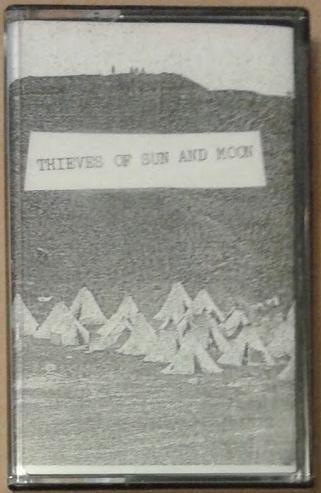 THIEVES OF SUN AND MOON